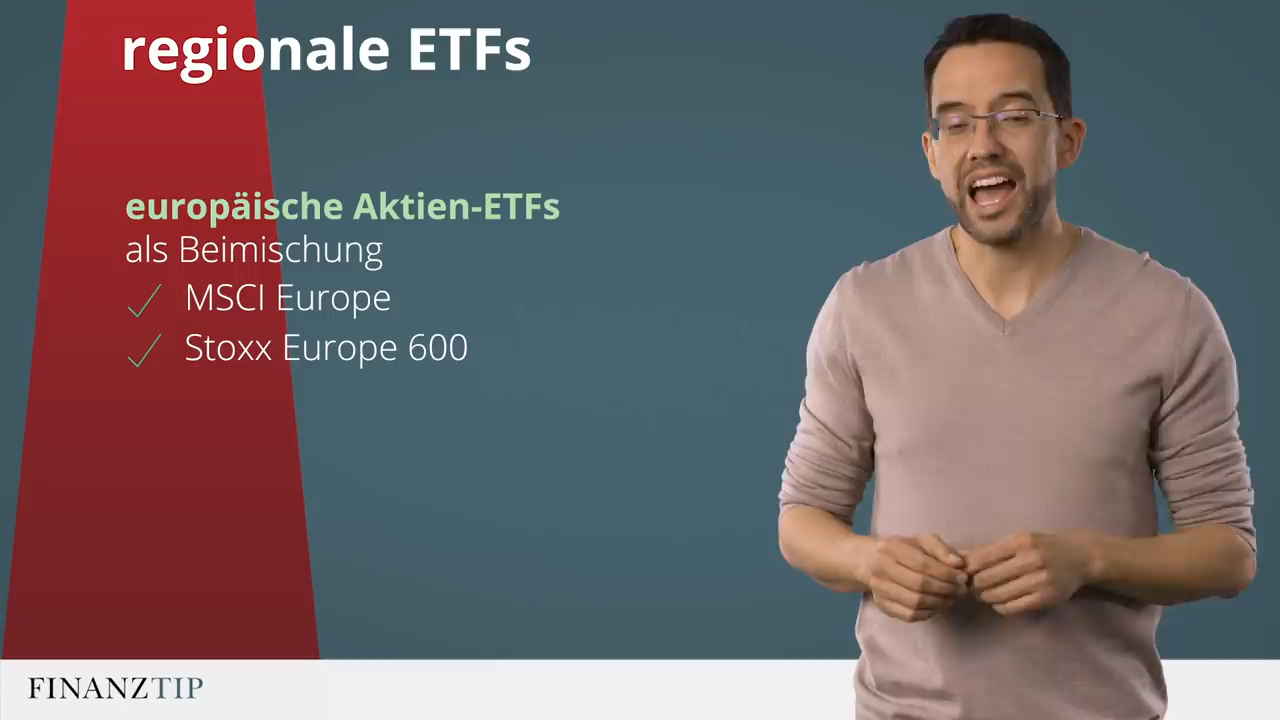 regionale ETFs
europäische Aktien-ETFs
als Beimischung
MSCI Europe
Stoxx Europe 600
FINANZTIP